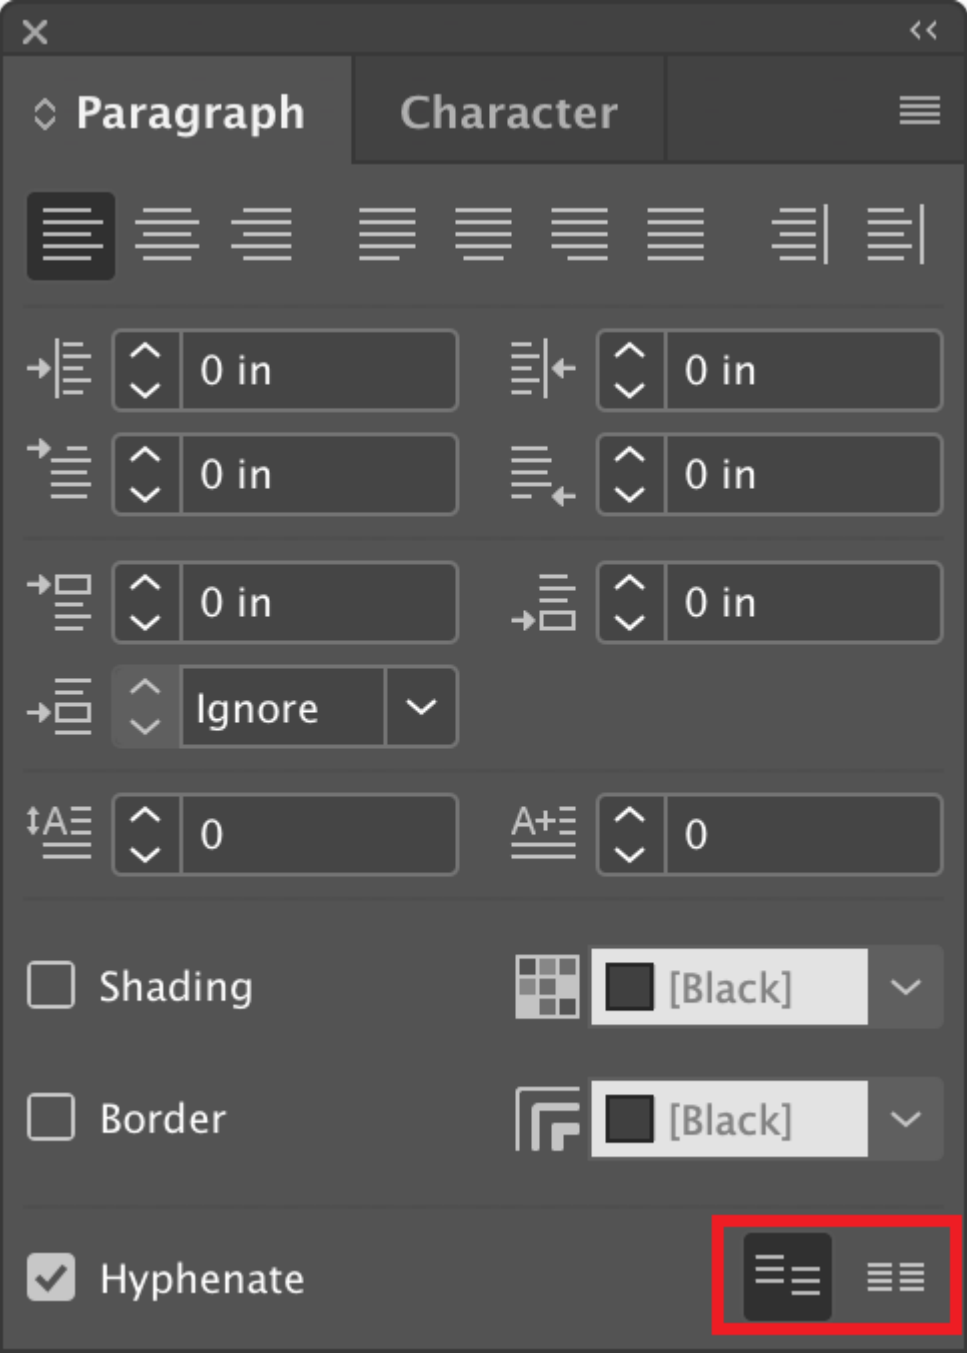 Paragraph Character
0 in 0 in
0 in 0 in
0 in 0 in
Ignore
0 0
Shading [Black]
Border [Black]
Hyphenate